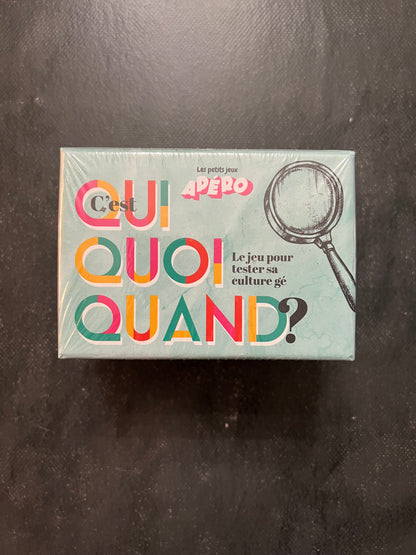 Les petits jeux
APÉRO
C'est
QUI
QUOI
QUAND?
Le jeu pour
tester sa
culture gé